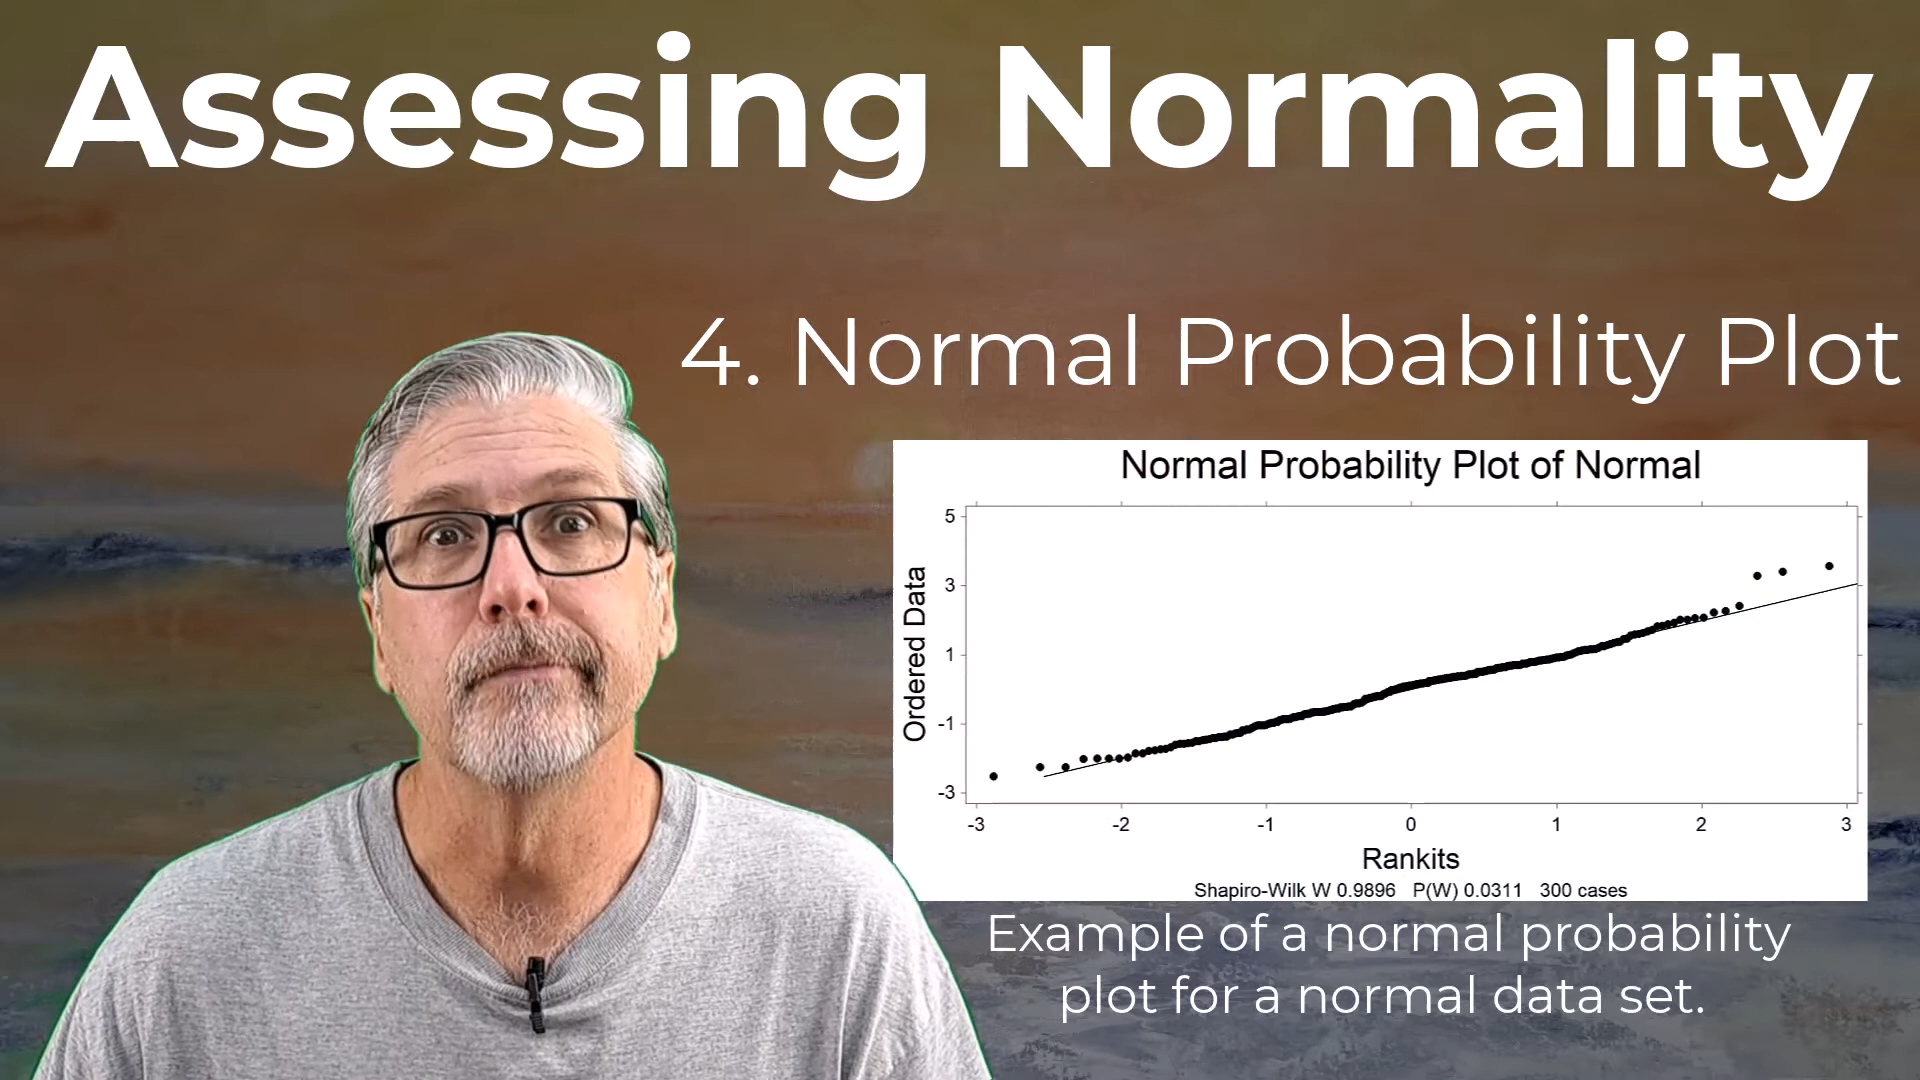 Assessing Normality
4. Normal Probability Plot
Normal Probability Plot of Normal
5
3
1
-1
-3
Ordered Data
-3 -2 -1 0 1 2 3
Rankits
Shapiro-Wilk W 0.9896 P(W) 0.0311 300 cases
Example of a normal probability
plot for a normal data set.